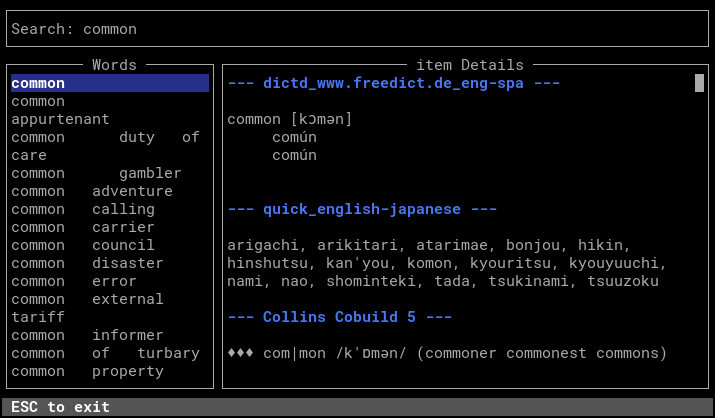 Search: common
Words
common
common
appurtenant
common duty of
care
common gambler
common adventure
common calling
common carrier
common council
common disaster
common error
common external
tariff
common informer
common of turbary
common property
item Details
--- dictd_www.freedict.de_eng-spa ---
common [kɔmən]
común
común
--- quick_english-japanese ---
arigachi, arikitari, atarimae, bonjou, hikin,
hinshutsu, kan'you, komon, kyouritsu, kyouyuuchi,
nami, nao, shominteki, tada, tsukinami, tsuuzoku
--- Collins Cobuild 5 ---
♦♦♦ com|mon /kˈɒmən/ (commoner commonest commons)
ESC to exit